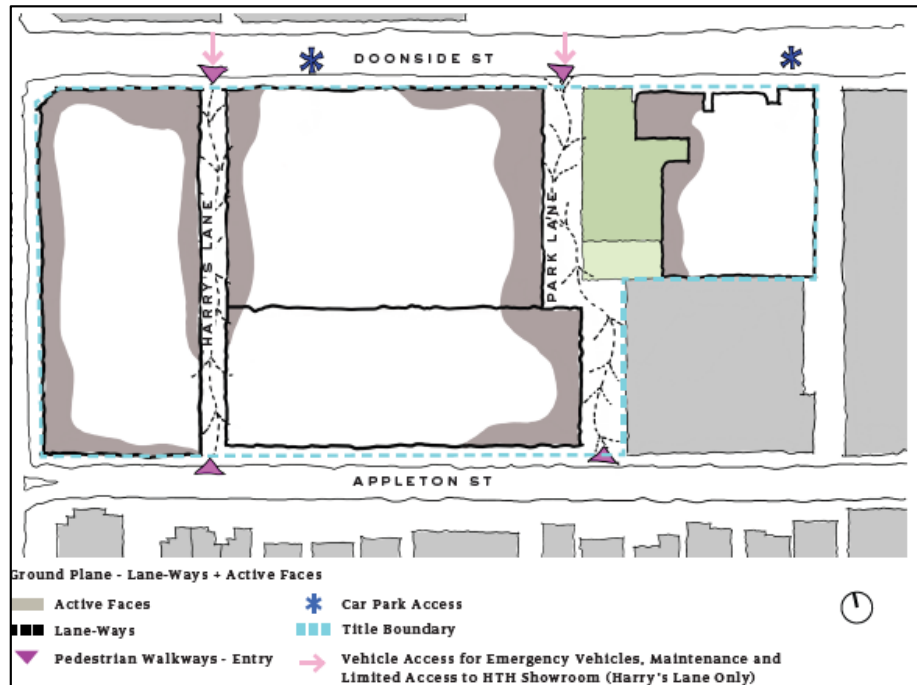 DOONSIDE ST
HARRY'S LANE
PARK LANE
APPLETON ST
Ground Plane - Lane-Ways + Active Faces
Active Faces
Car Park Access
Lane-Ways
Title Boundary
Pedestrian Walkways - Entry
Vehicle Access for Emergency Vehicles, Maintenance and
Limited Access to HTH Showroom (Harry's Lane Only)